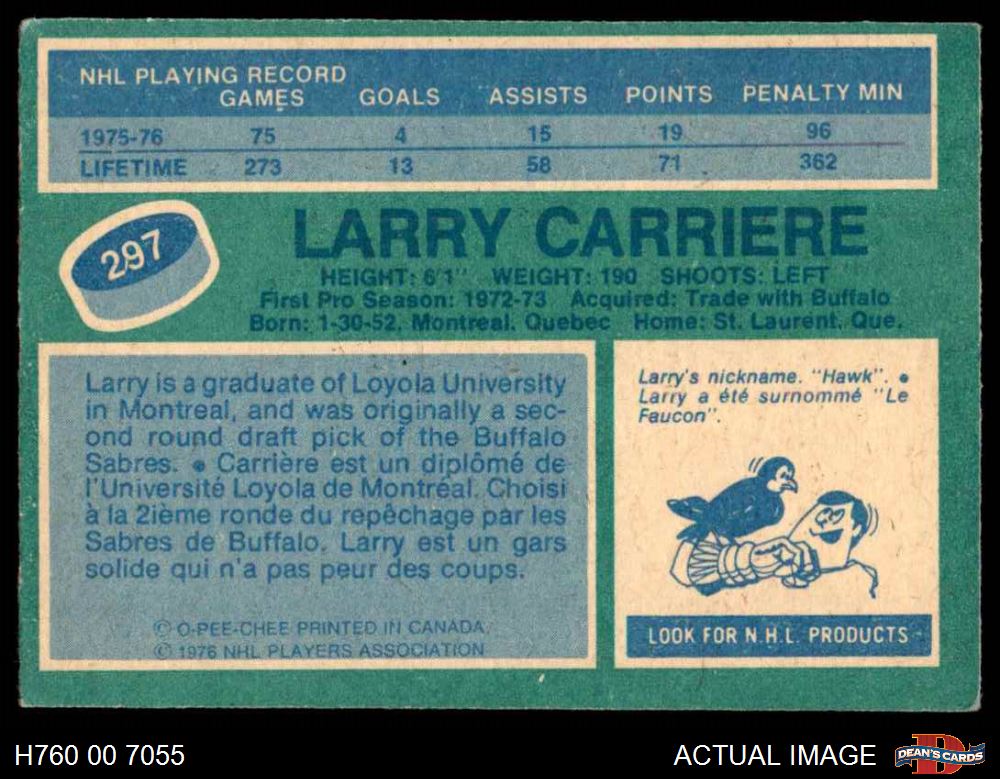 NHL PLAYING RECORD
GAMES GOALS ASSISTS POINTS PENALTY MIN
1975-76 75 4 15 19 96
LIFETIME 273 13 58 71 362
297
LARRY CARRIERE
HEIGHT: 6'1" WEIGHT: 190 SHOOTS: LEFT
First Pro Season: 1972-73 Acquired: Trade with Buffalo
Born: 1-30-52, Montreal, Quebec Home: St. Laurent, Que.
Larry is a graduate of Loyola University
in Montreal, and was originally a sec-
ond round draft pick of the Buffalo
Sabres. • Carrière est un diplômé de
l'Université Loyola de Montréal. Choisi
à la 2ième ronde du repêchage par les
Sabres de Buffalo, Larry est un gars
solide qui n'a pas peur des coups.
© O-PEE-CHEE PRINTED IN CANADA
© 1976 NHL PLAYERS ASSOCIATION
Larry's nickname, "Hawk". •
Larry a été surnommé "Le
Faucon".
LOOK FOR N.H.L. PRODUCTS
H760 00 7055
ACTUAL IMAGE
D
DEAN'S CARDS